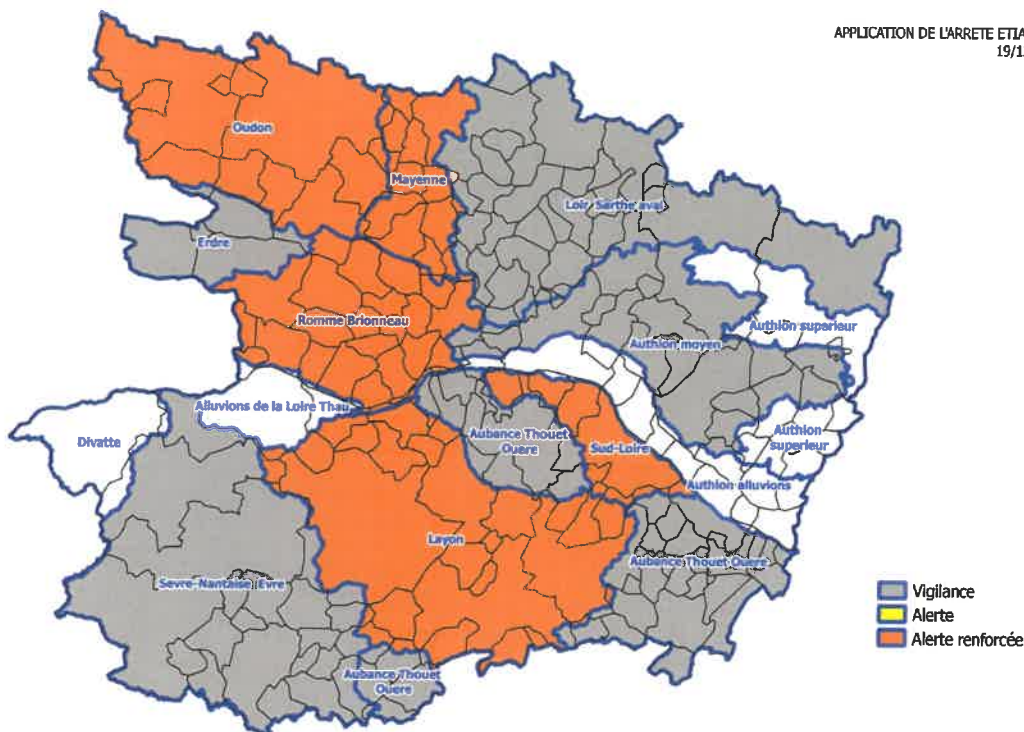 APPLICATION DE L'ARRETE ETIA
19/1
Oudon
Mayenne
Loir Sarthe aval
Erdre
Romme Brionneau
Authion superieur
Authion moyen
Alluvions de la Loire Thau
Divatte
Aubance Thouet
Ouere
Sud-Loire
Authion
superieur
Authion alluvions
Layon
Aubance Thouet Ouere
Sevre-Nantaise Evre
Aubance Thouet
Ouere
Vigilance
Alerte
Alerte renforcée